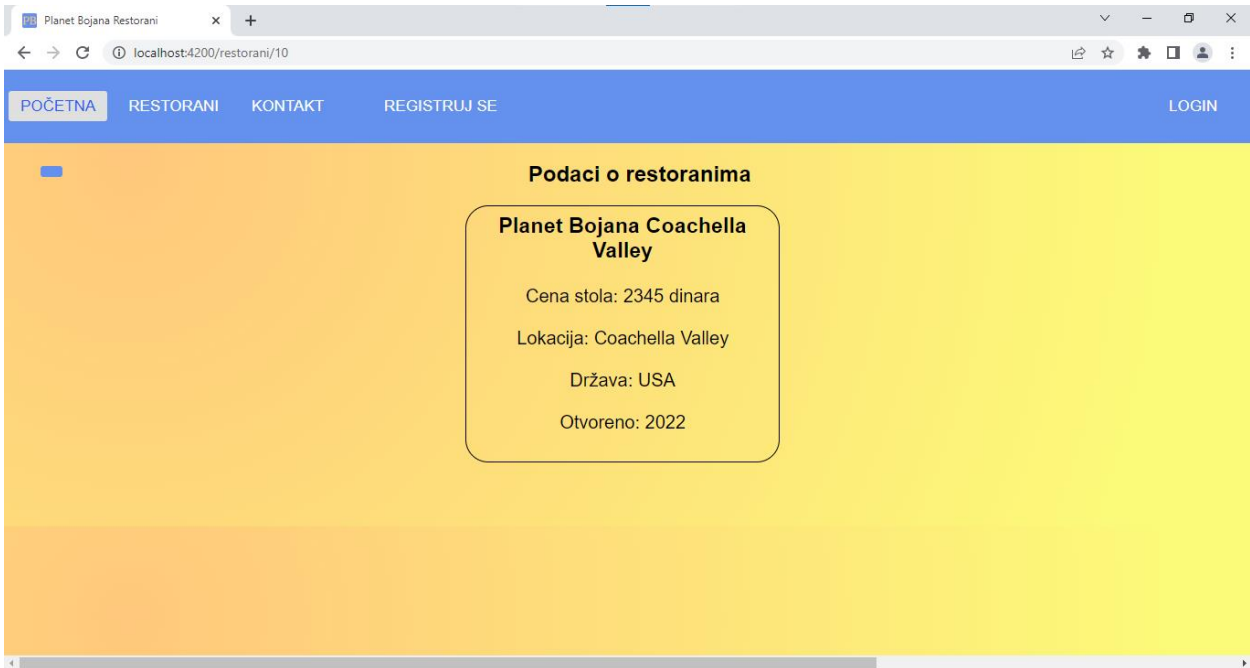 PB Planet Bojana Restorani
localhost:4200/restorani/10
POČETNA RESTORANI KONTAKT REGISTRUJ SE LOGIN
Podaci o restoranima
Planet Bojana Coachella
Valley
Cena stola: 2345 dinara
Lokacija: Coachella Valley
Država: USA
Otvoreno: 2022